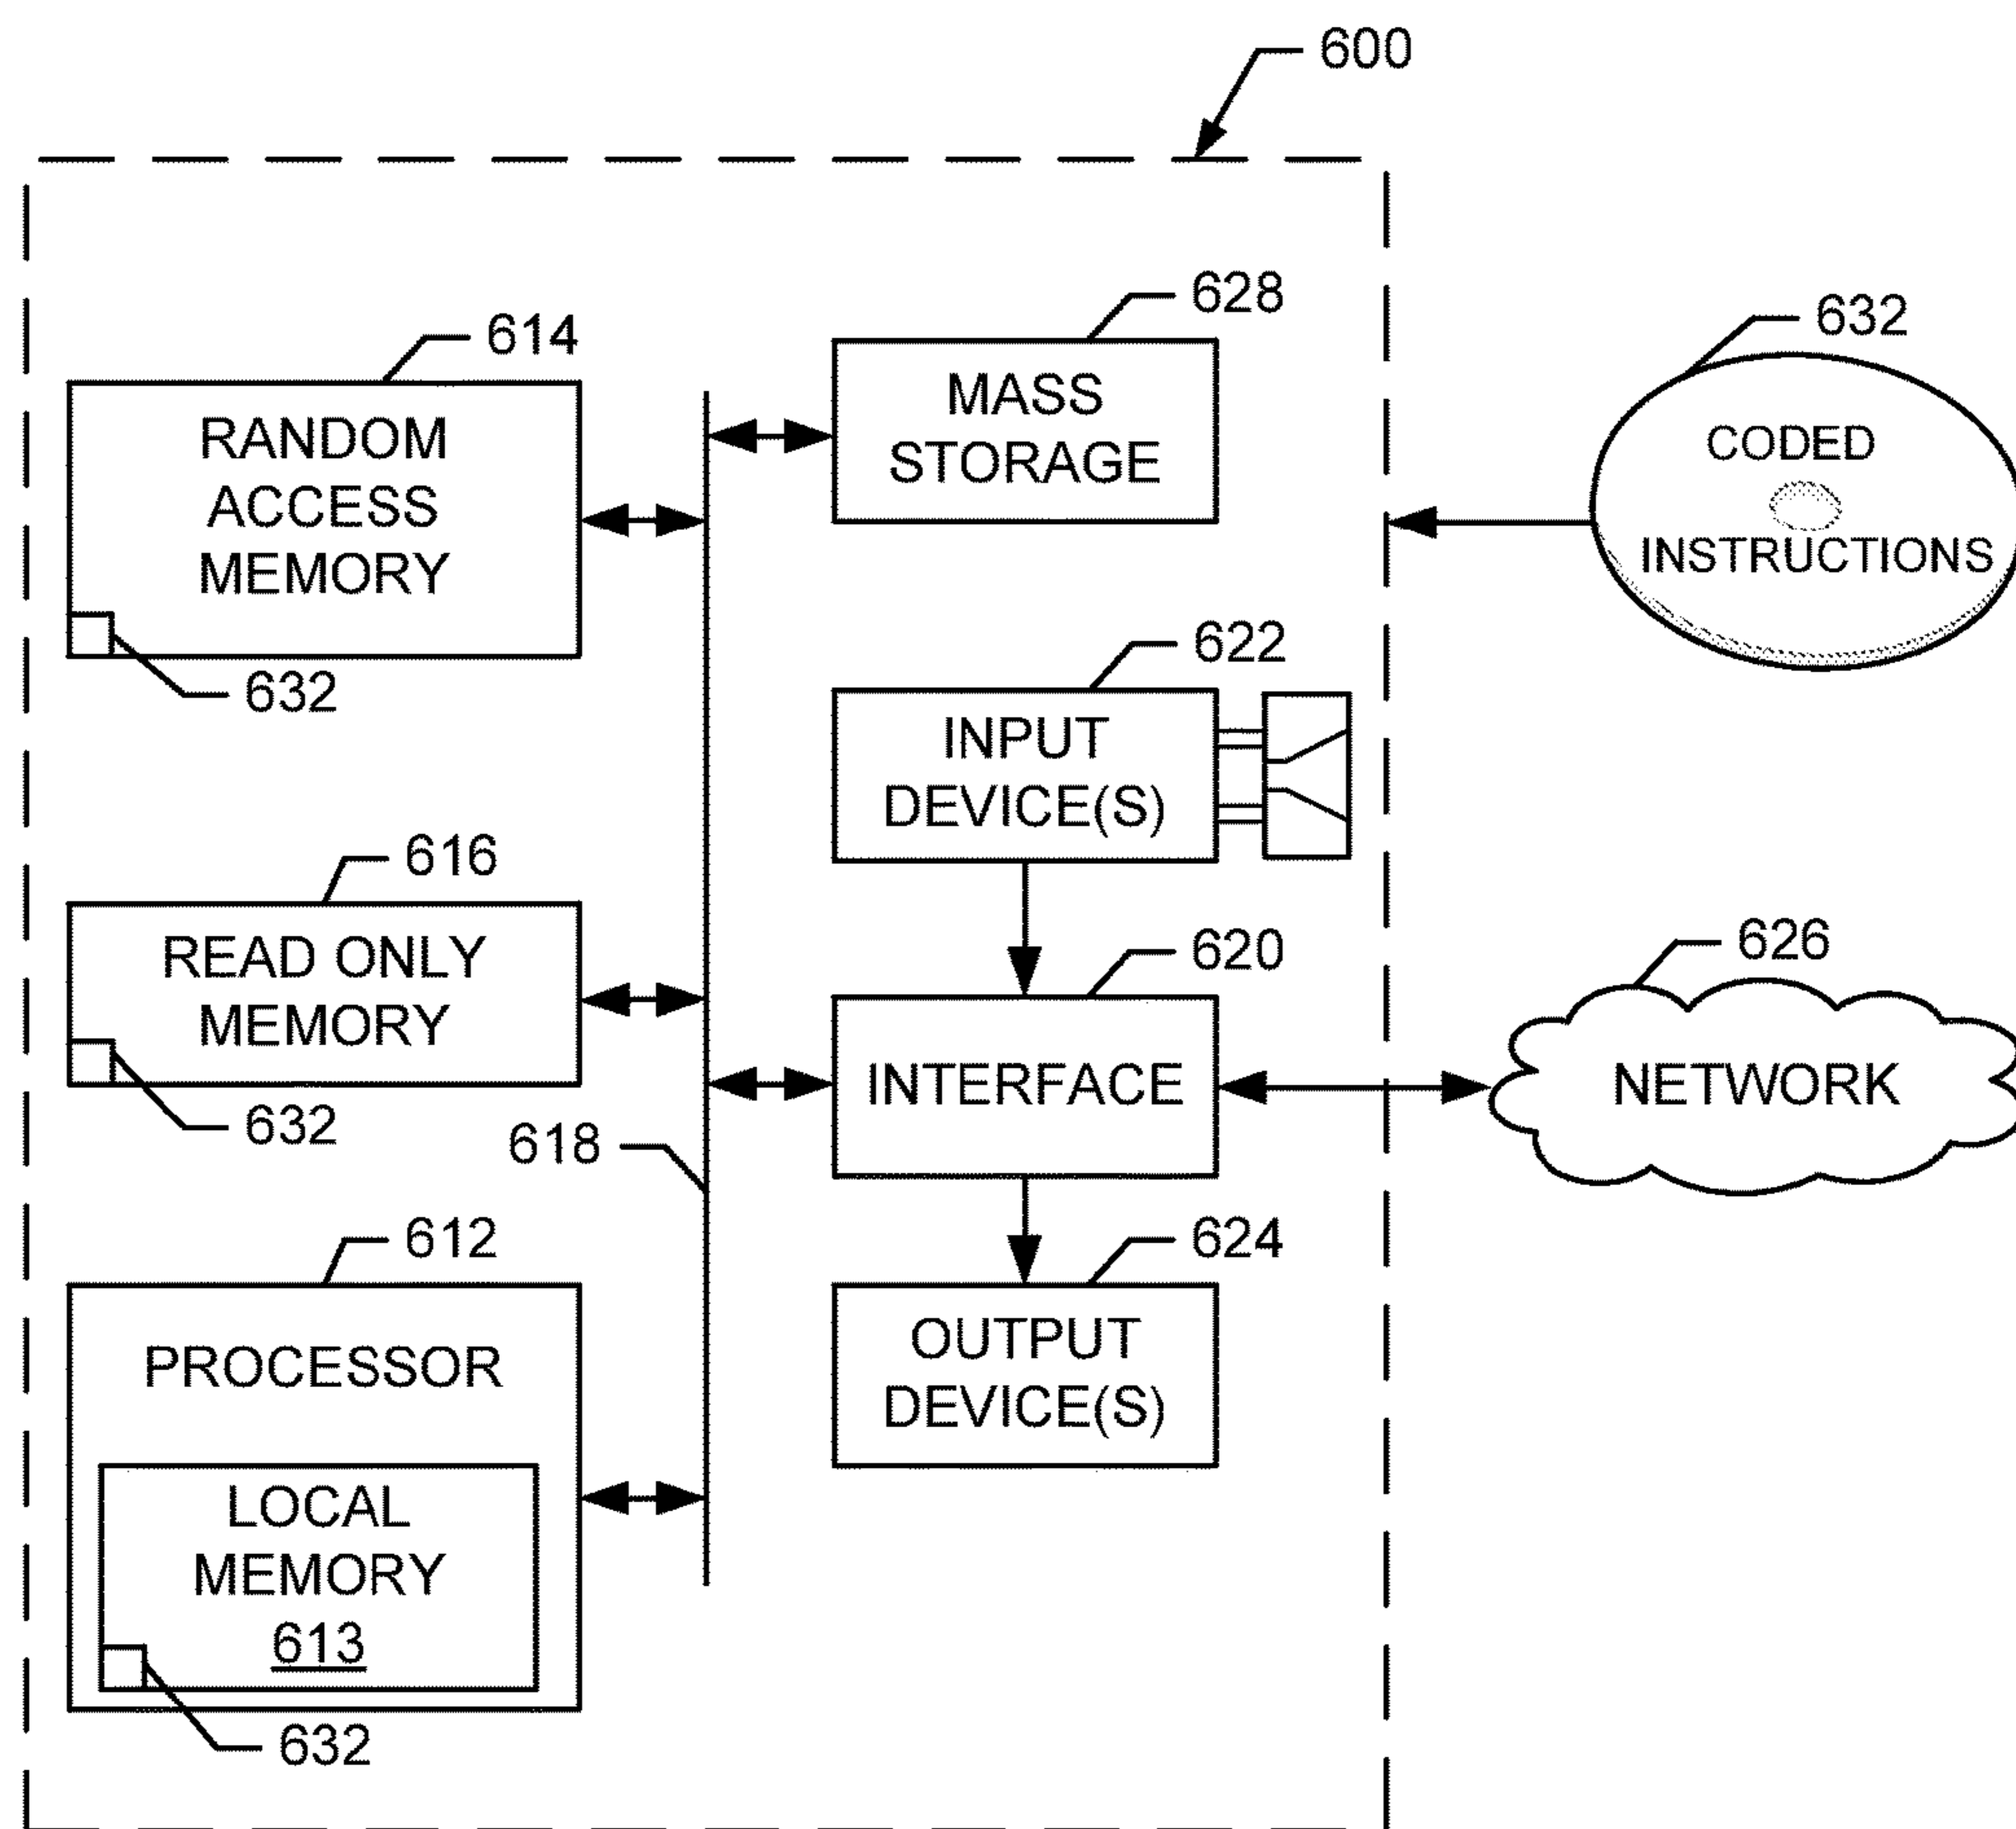 600
614
RANDOM
ACCESS
MEMORY
632
628
MASS
STORAGE
632
CODED
INSTRUCTIONS
622
INPUT
DEVICE(S)
616
READ ONLY
MEMORY
632
618
620
INTERFACE
626
NETWORK
612
PROCESSOR
LOCAL
MEMORY
613
632
624
OUTPUT
DEVICE(S)